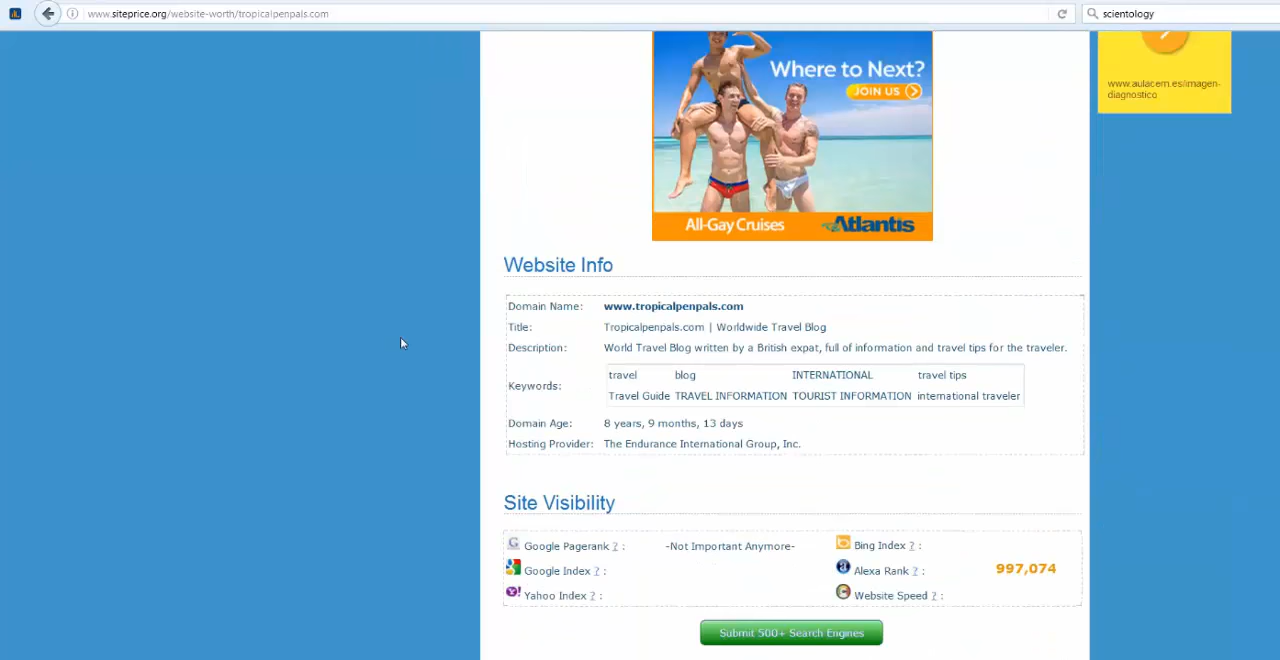 www.siteprice.org/website-worth/tropicalpenpals.com
scientology
Where to Next?
JOIN US
All-Gay Cruises
Atlantis
www.aulacem.es/imagen-
diagnostico
Website Info
Domain Name: www.tropicalpenpals.com
Title: Tropicalpenpals.com | Worldwide Travel Blog
Description: World Travel Blog written by a British expat, full of information and travel tips for the traveler.
Keywords:
travel blog INTERNATIONAL travel tips
Travel Guide TRAVEL INFORMATION TOURIST INFORMATION international traveler
Domain Age: 8 years, 9 months, 13 days
Hosting Provider: The Endurance International Group, Inc.
Site Visibility
Google Pagerank ? : -Not Important Anymore- Bing Index ? :
Google Index ? : Alexa Rank ? : 997,074
Yahoo Index ? : Website Speed ? :
Submit 500+ Search Engines